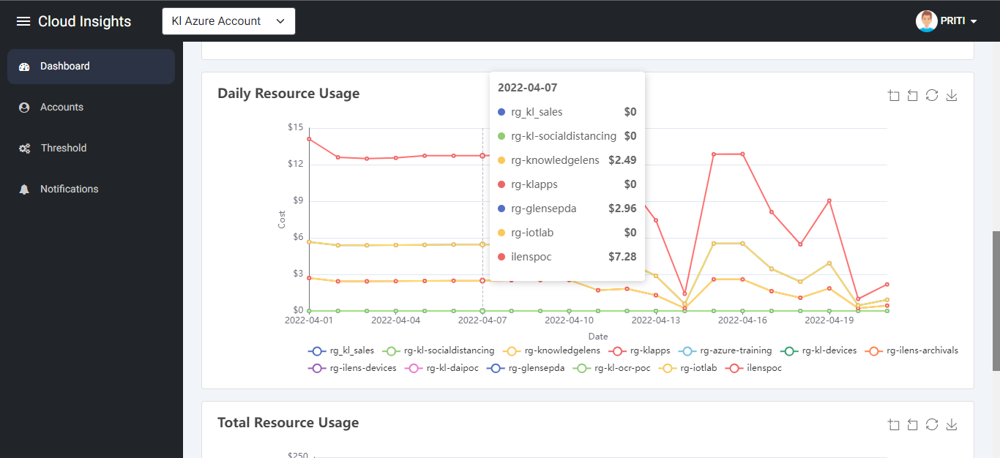 Cloud Insights
Kl Azure Account
PRITI
Dashboard
Accounts
Threshold
Notifications
Daily Resource Usage
2022-04-07
rg_kl_sales $0
rg-kl-socialdistancing $0
rg-knowledgelens $2.49
rg-klapps $0
rg-glensepda $2.96
rg-iotlab $0
ilenspoc $7.28
$15
$12
$9
$6
$3
$0
Cost
2022-04-01 2022-04-04 2022-04-07 2022-04-10 2022-04-13 2022-04-16 2022-04-19
Date
rg_kl_sales rg-kl-socialdistancing rg-knowledgelens rg-klapps rg-azure-training rg-kl-devices rg-ilens-archivals
rg-ilens-devices rg-kl-daipoc rg-glensepda rg-kl-ocr-poc rg-iotlab ilenspoc
Total Resource Usage
$250